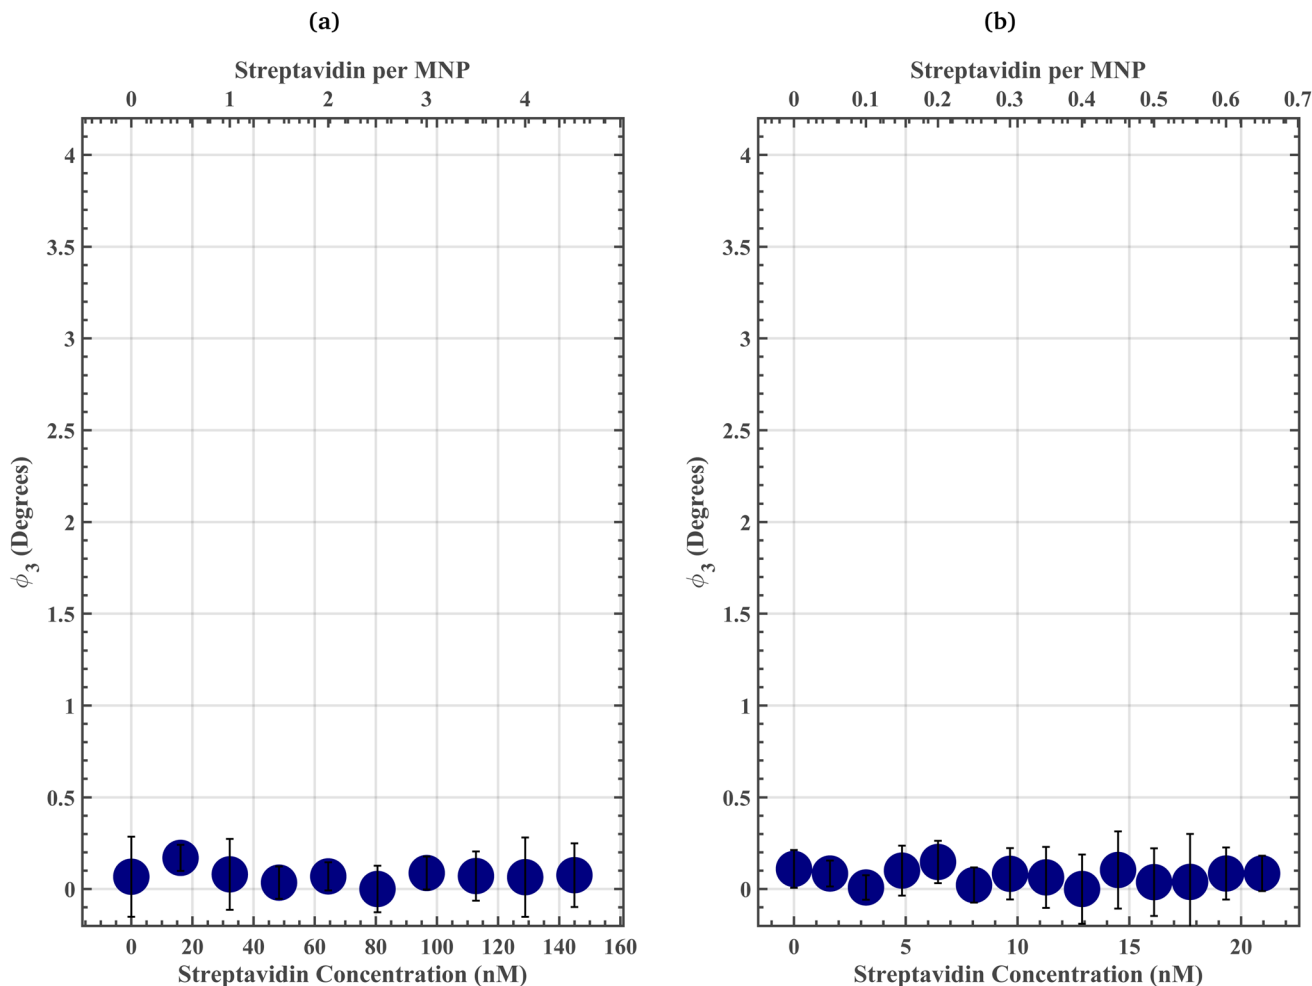 (a)
Streptavidin per MNP
0 1 2 3 4
4
3.5
3
2.5
2
1.5
1
0.5
0
ϕ3 (Degrees)
0 20 40 60 80 100 120 140 160
Streptavidin Concentration (nM)
(b)
Streptavidin per MNP
0 0.1 0.2 0.3 0.4 0.5 0.6 0.7
4
3.5
3
2.5
2
1.5
1
0.5
0
ϕ3 (Degrees)
0 5 10 15 20
Streptavidin Concentration (nM)